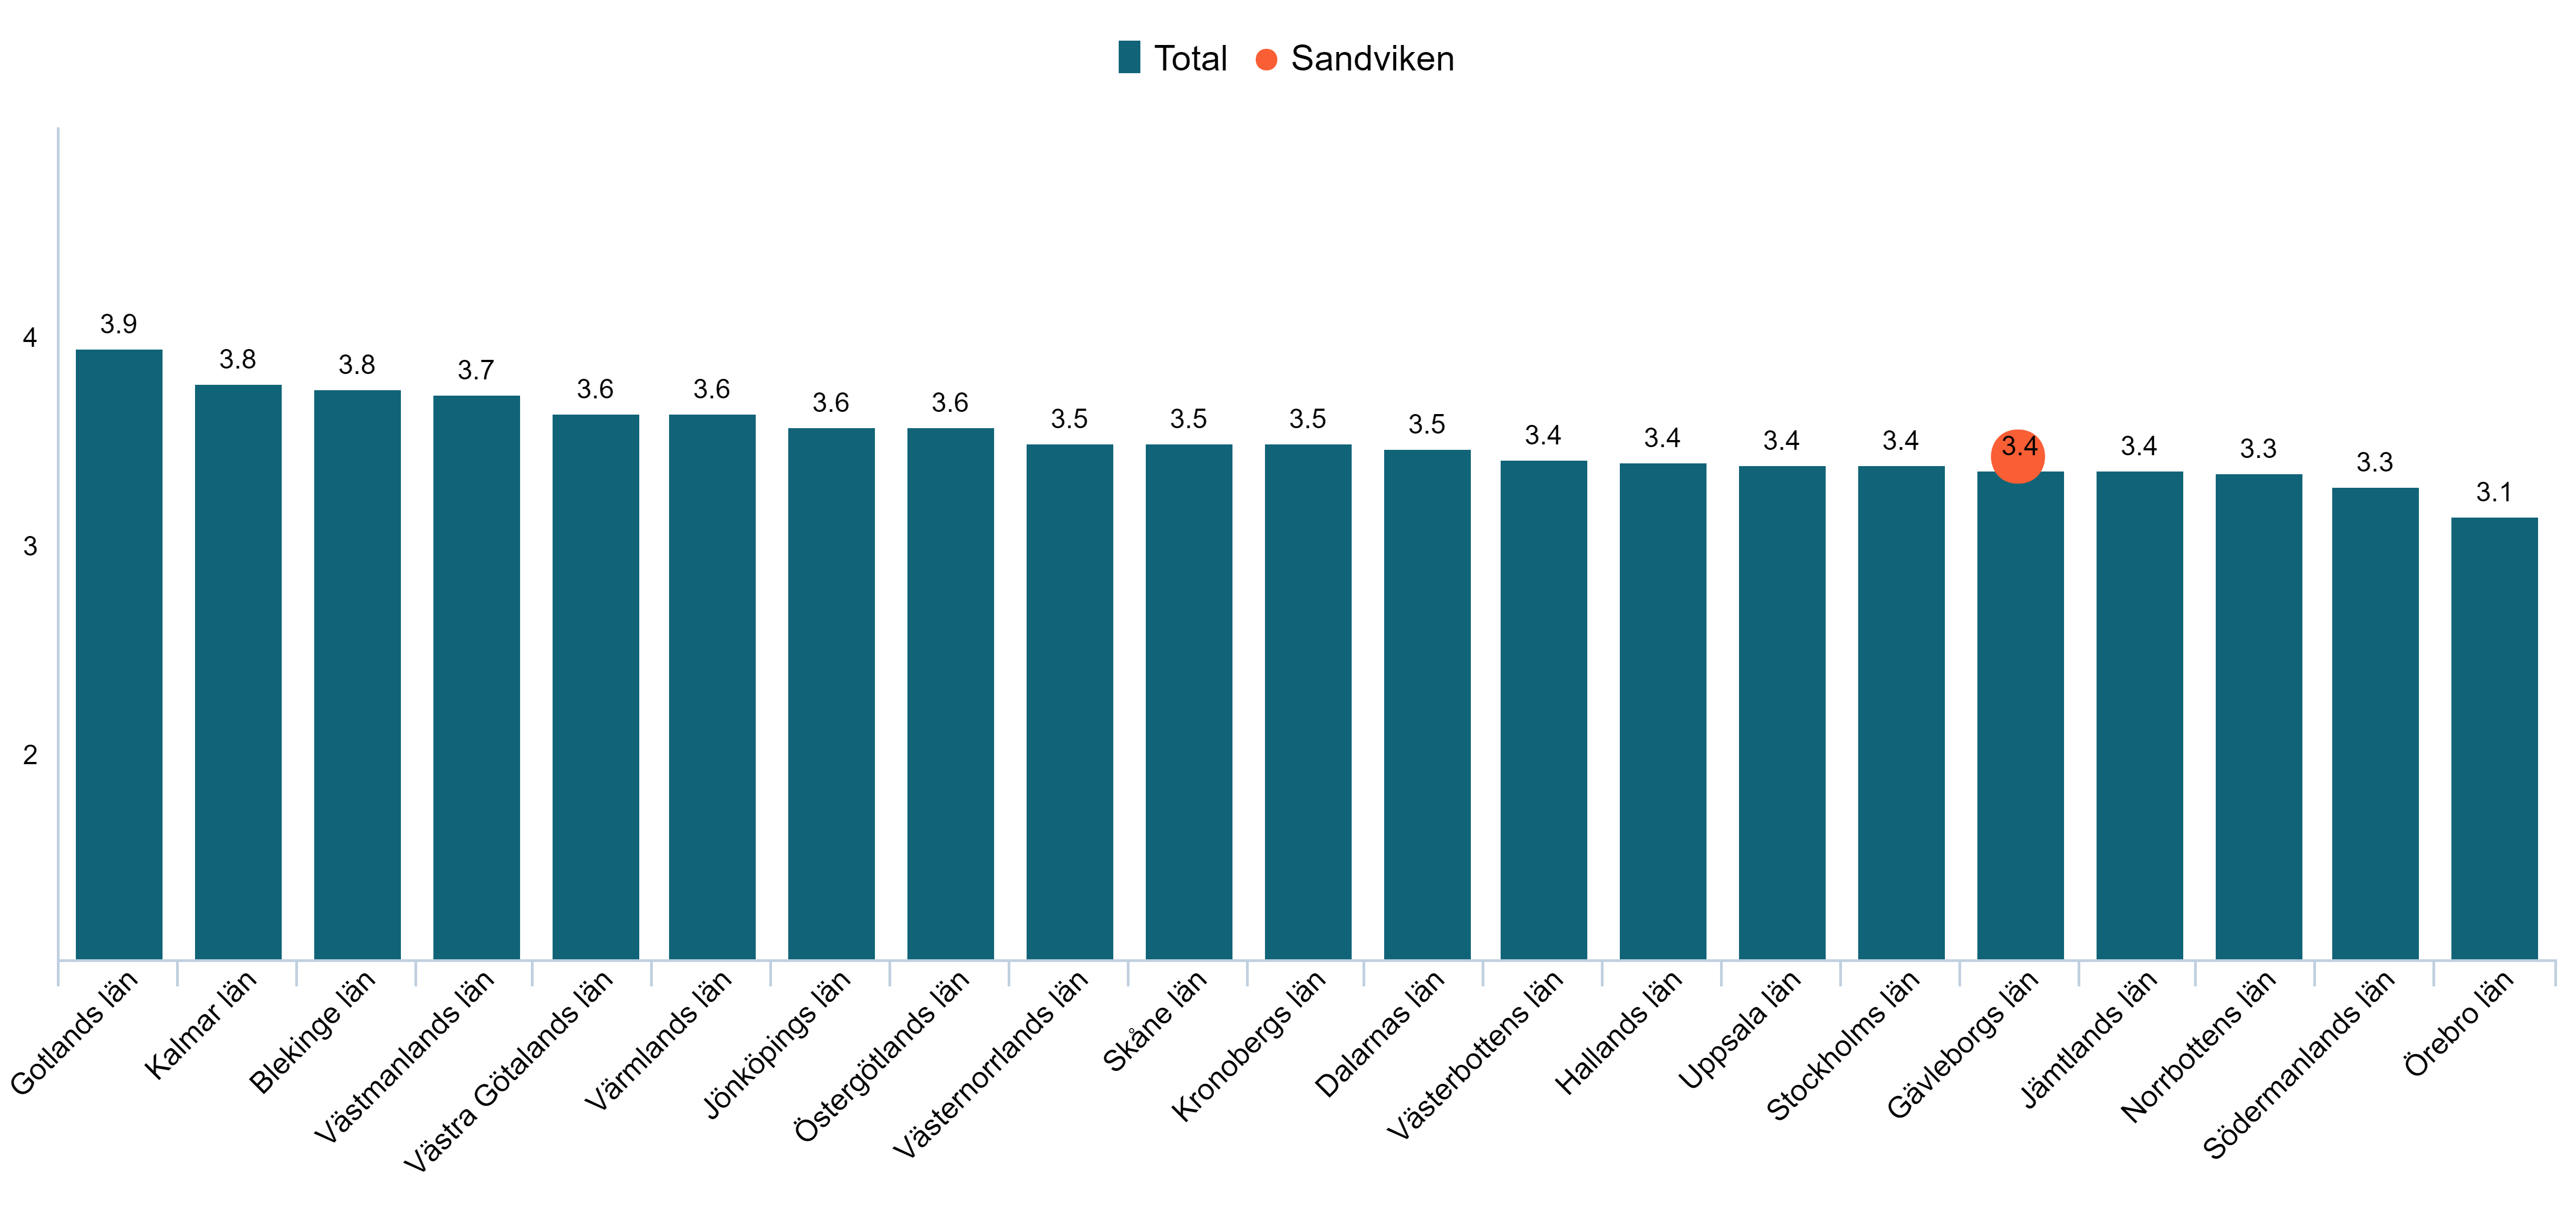 Total Sandviken
4
3
2
3.9 3.8 3.8 3.7 3.6 3.6 3.6 3.6 3.5 3.5 3.5 3.5 3.4 3.4 3.4 3.4 3.4 3.4 3.3 3.3 3.1
Gotlands län
Kalmar län
Blekinge län
Västmanlands län
Västra Götalands län
Värmlands län
Jönköpings län
Östergötlands län
Västernorrlands län
Skåne län
Kronobergs län
Dalarnas län
Västerbottens län
Hallands län
Uppsala län
Stockholms län
Gävleborgs län
Jämtlands län
Norrbottens län
Södermanlands län
Örebro län